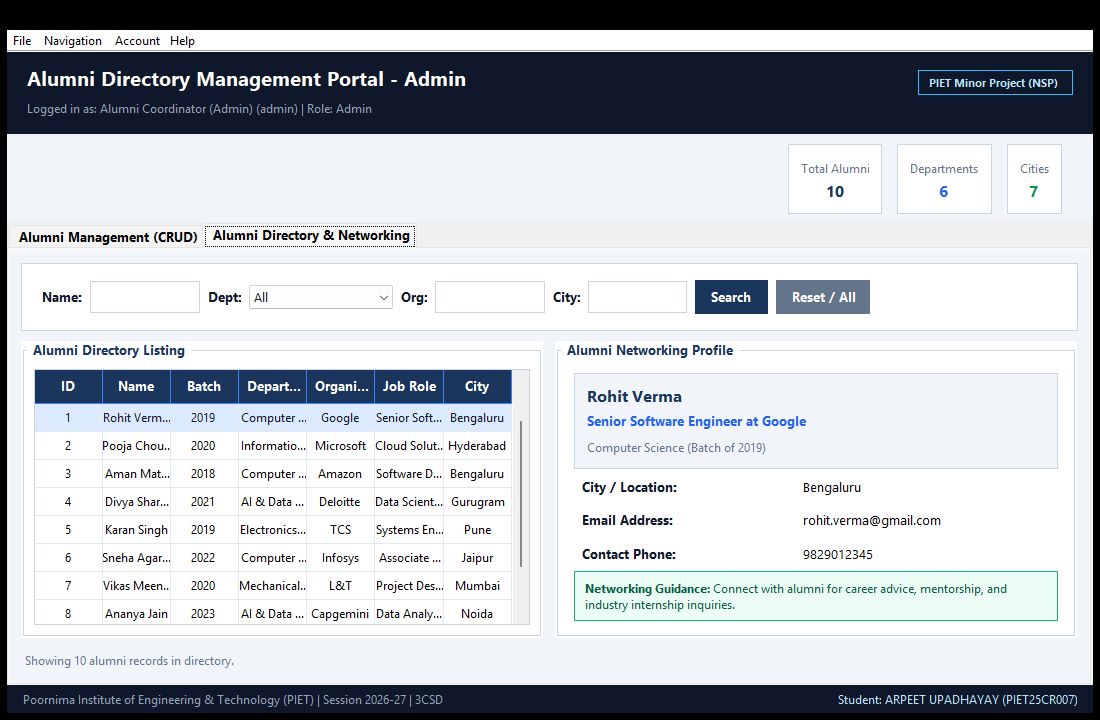 File Navigation Account Help
Alumni Directory Management Portal - Admin
PIET Minor Project (NSP)
Logged in as: Alumni Coordinator (Admin) (admin) | Role: Admin
Total Alumni Departments Cities
10 6 7
Alumni Management (CRUD) Alumni Directory & Networking
Name: Dept: All Org: City: Search Reset / All
Alumni Directory Listing
ID Name Batch Depart... Organi... Job Role City
1 Rohit Verm... 2019 Computer ... Google Senior Soft... Bengaluru
2 Pooja Chou... 2020 Informatio... Microsoft Cloud Solut... Hyderabad
3 Aman Mat... 2018 Computer ... Amazon Software D... Bengaluru
4 Divya Shar... 2021 AI & Data ... Deloitte Data Scient... Gurugram
5 Karan Singh 2019 Electronics... TCS Systems En... Pune
6 Sneha Agar... 2022 Computer ... Infosys Associate ... Jaipur
7 Vikas Meen... 2020 Mechanical... L&T Project Des... Mumbai
8 Ananya Jain 2023 AI & Data ... Capgemini Data Analy... Noida
Alumni Networking Profile
Rohit Verma
Senior Software Engineer at Google
Computer Science (Batch of 2019)
City / Location: Bengaluru
Email Address: rohit.verma@gmail.com
Contact Phone: 9829012345
Networking Guidance: Connect with alumni for career advice, mentorship, and
industry internship inquiries.
Showing 10 alumni records in directory.
Poornima Institute of Engineering & Technology (PIET) | Session 2026-27 | 3CSD
Student: ARPEET UPADHAYAY (PIET25CR007)